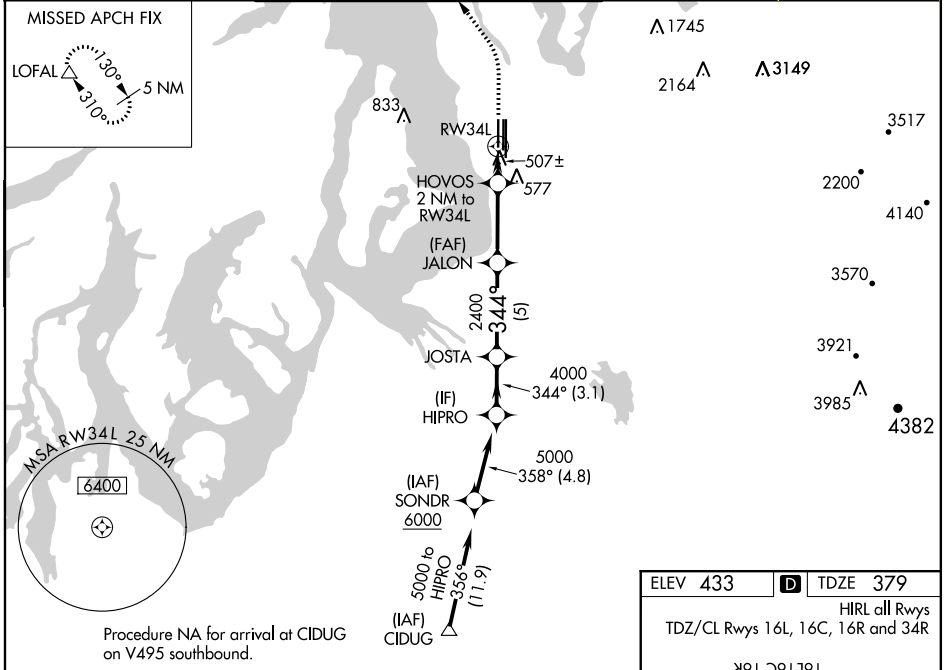 MISSED APCH FIX
LOFAL
130°
310°
5 NM
1745
2164
3149
833
RW34L
507±
577
HOVOS
2 NM to
RW34L
3517
2200
4140
(FAF)
JALON
2400
344°
(5)
3570
JOSTA
3921
4000
344° (3.1)
(IF)
HIPRO
3985
4382
MSA RW34L 25 NM
6400
5000
358° (4.8)
(IAF)
SONDR
6000
5000 to
HIPRO
356°
(11.9)
(IAF)
CIDUG
Procedure NA for arrival at CIDUG
on V495 southbound.
ELEV 433 D TDZE 379
HIRL all Rwys
TDZ/CL Rwys 16L, 16C, 16R and 34R